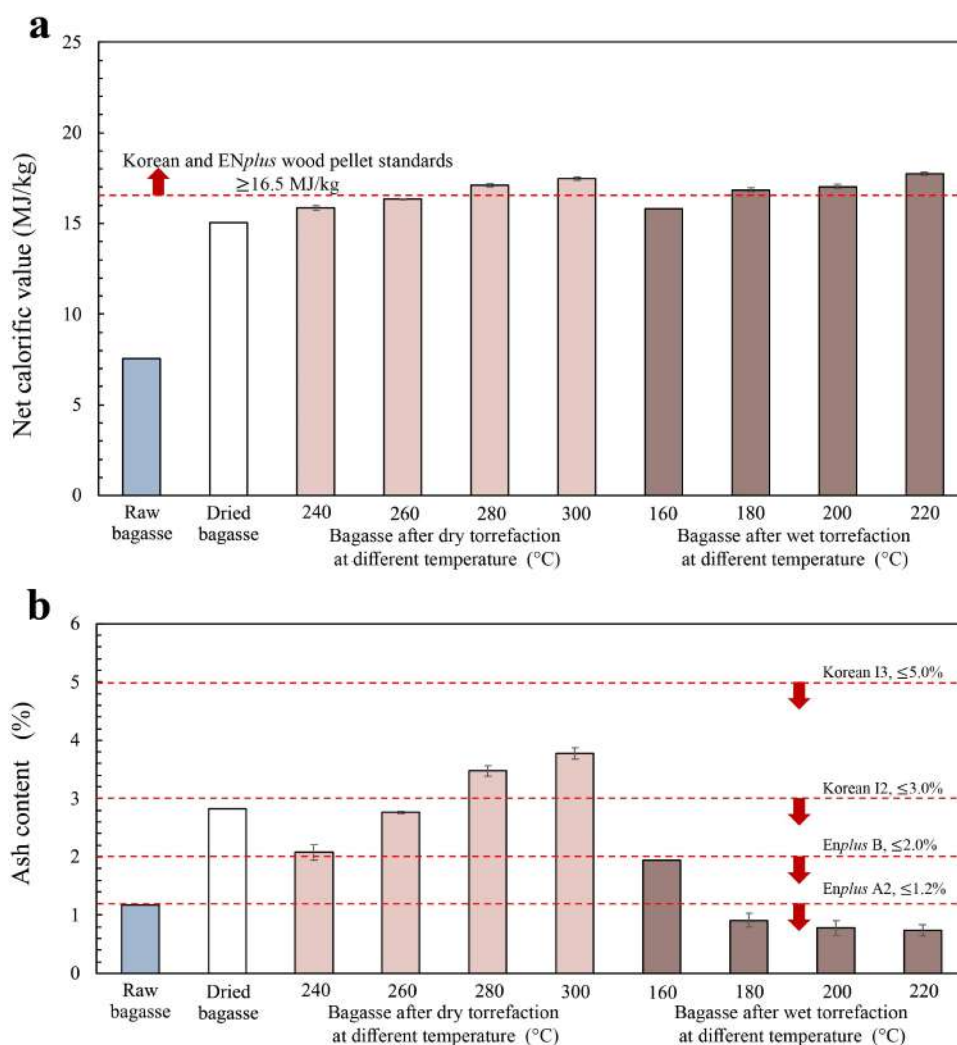 a
25
20
15
10
5
0
Net calorific value (MJ/kg)
Korean and ENplus wood pellet standards
≥16.5 MJ/kg
Raw
bagasse
Dried
bagasse
240
260
280
300
160
180
200
220
Bagasse after dry torrefaction
at different temperature (°C)
Bagasse after wet torrefaction
at different temperature (°C)
b
6
5
4
3
2
1
0
Ash content (%)
Korean I3, ≤5.0%
Korean I2, ≤3.0%
Enplus B, ≤2.0%
Enplus A2, ≤1.2%
Raw
bagasse
Dried
bagasse
240
260
280
300
160
180
200
220
Bagasse after dry torrefaction
at different temperature (°C)
Bagasse after wet torrefaction
at different temperature (°C)